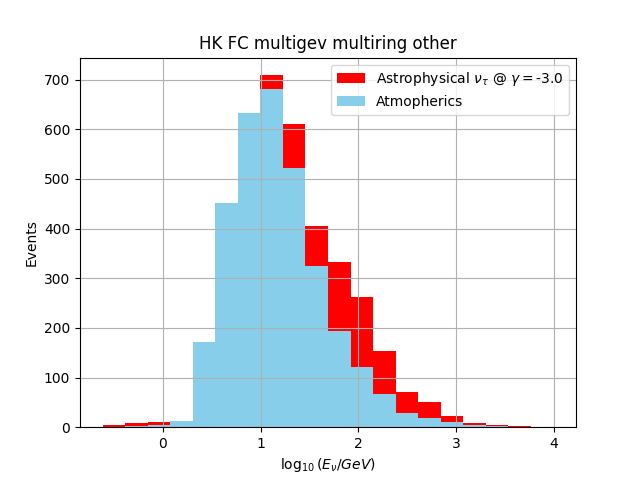 HK FC multigev multiring other
Astrophysical ντ @ γ = -3.0
Atmopherics
700
600
500
400
300
200
100
0
Events
0 1 2 3 4
log10 (Eν/GeV)